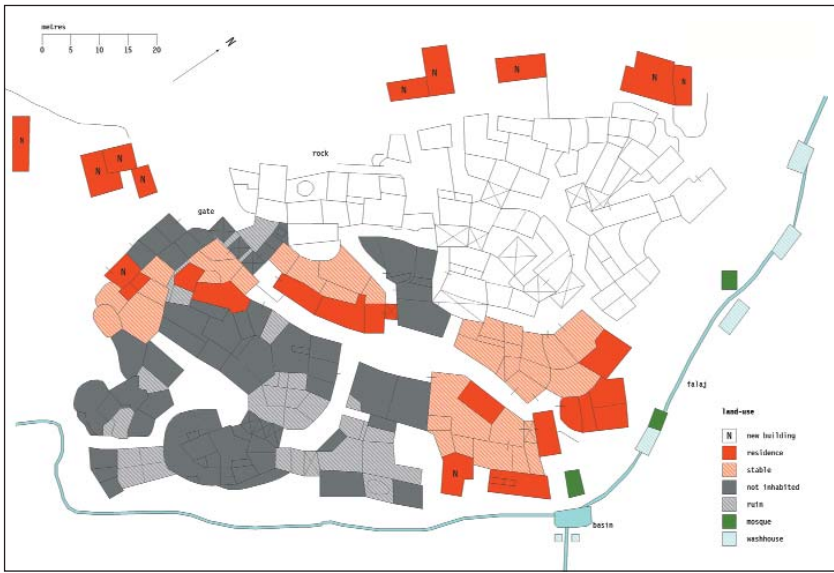 metres
0 5 10 15 20
N
N
N
N
N
N
rock
N
N
N
N
gate
N
falaj
land-use
N new building
residence
stable
not inhabited
ruin
mosque
washhouse
N
basin